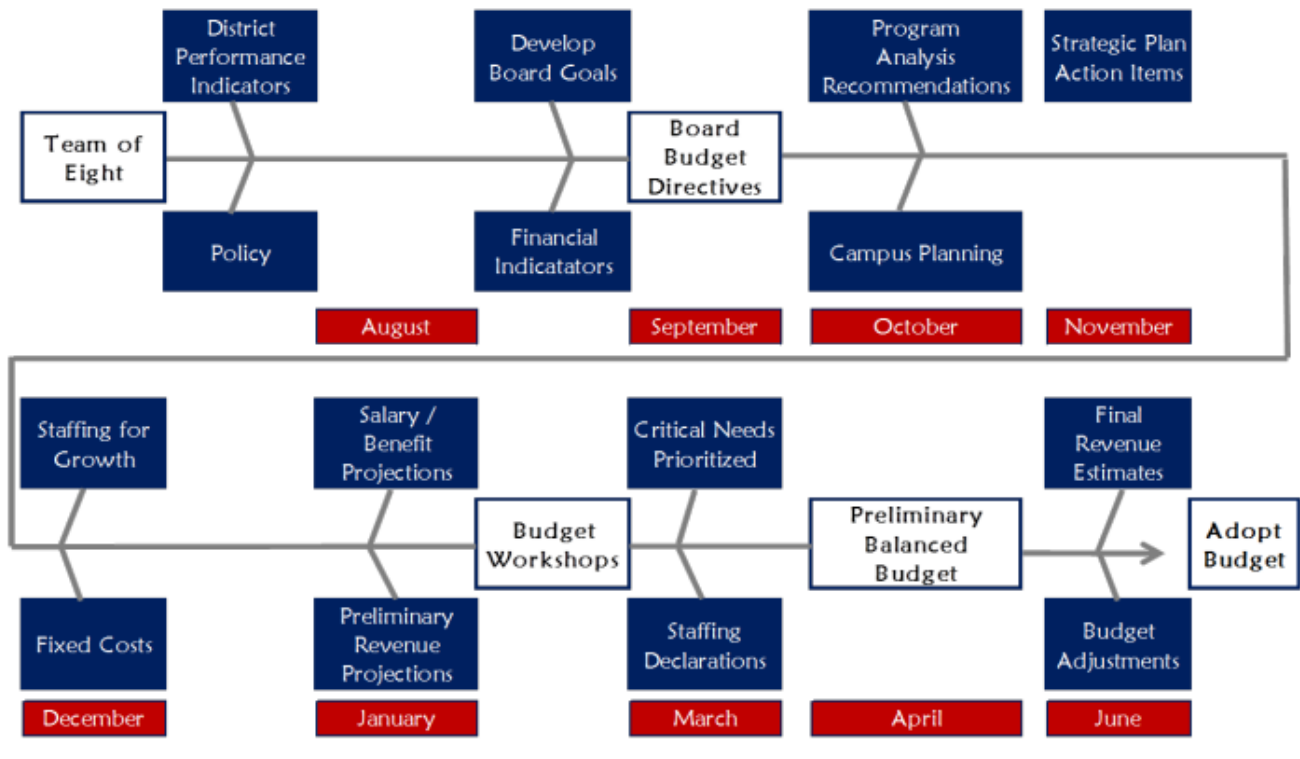 District
Performance
Indicators
Develop
Board Goals
Program
Analysis
Recommendations
Strategic Plan
Action Items
Team of
Eight
Board
Budget
Directives
Policy
Financial
Indicatators
Campus Planning
August
September
October
November
Staffing for
Growth
Salary /
Benefit
Projections
Critical Needs
Prioritized
Final
Revenue
Estimates
Budget
Workshops
Preliminary
Balanced
Budget
Adopt
Budget
Fixed Costs
Preliminary
Revenue
Projections
Staffing
Declarations
Budget
Adjustments
December
January
March
April
June